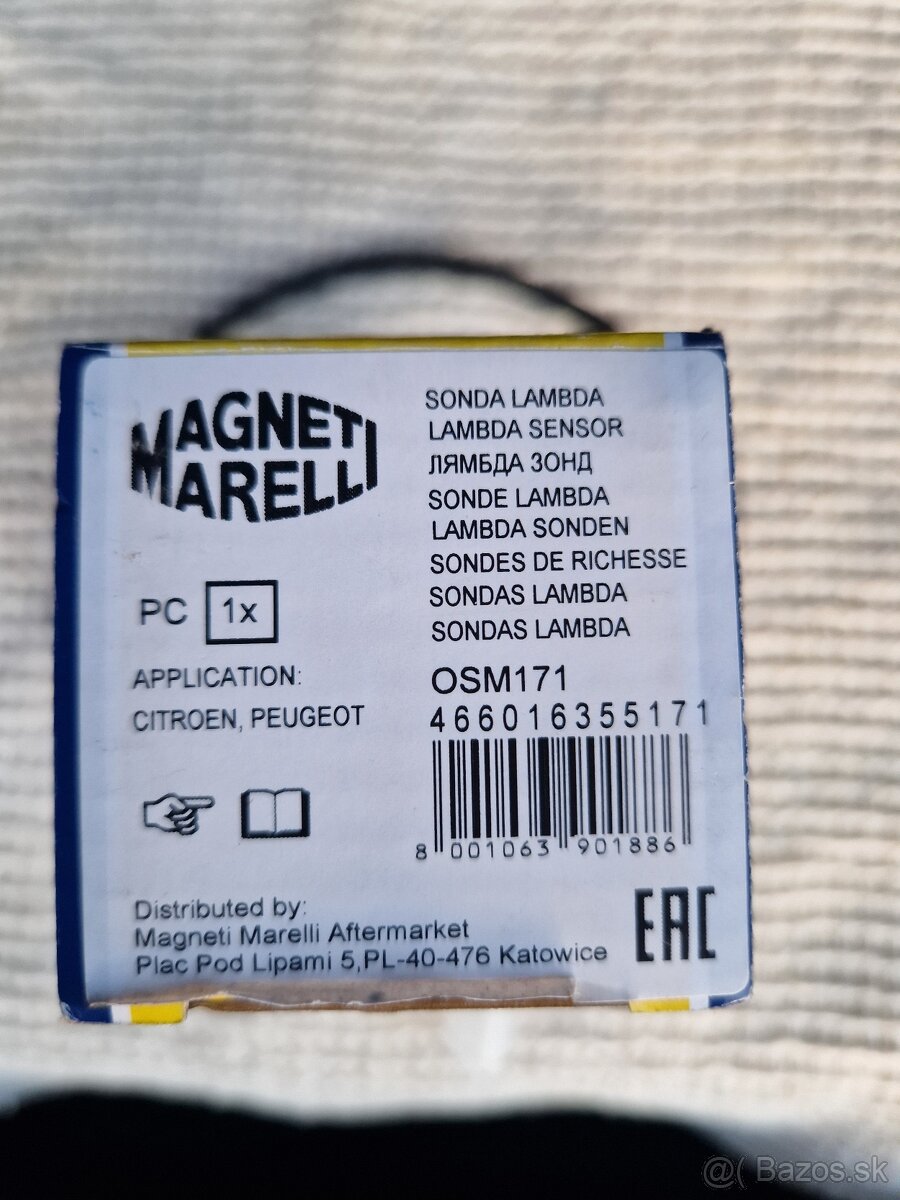 MAGNETI
MARELLI
SONDA LAMBDA
LAMBDA SENSOR
ЛЯМБДА ЗОНД
SONDE LAMBDA
LAMBDA SONDEN
SONDES DE RICHESSE
SONDAS LAMBDA
SONDAS LAMBDA
PC 1x
APPLICATION:
CITROEN, PEUGEOT
OSM171
466016355171
8 001063 901886
Distributed by:
Magneti Marelli Aftermarket
Plac Pod Lipami 5,PL-40-476 Katowice
EAC
@( Bazos.sk